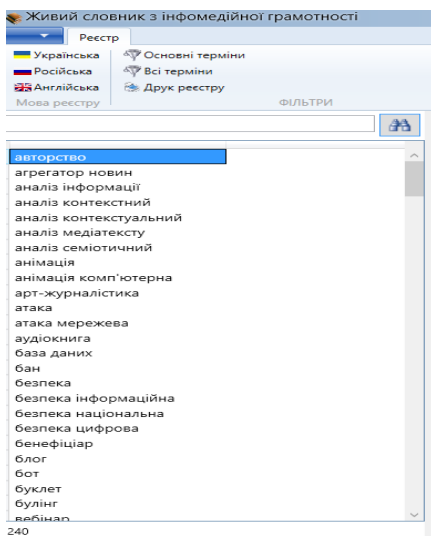 Живий словник з інфомедійної грамотності
Реєстр
Українська
Російська
Англійська
Мова реєстру
Основні терміни
Всі терміни
Друк реєстру
ФІЛЬТРИ
авторство
агрегатор новин
аналіз інформації
аналіз контекстний
аналіз контекстуальний
аналіз медіатексту
аналіз семіотичний
анімація
анімація комп'ютерна
арт-журналістика
атака
атака мережева
аудіокнига
база даних
бан
безпека
безпека інформаційна
безпека національна
безпека цифрова
бенефіціар
блог
бот
буклет
булінг
вебінар
240